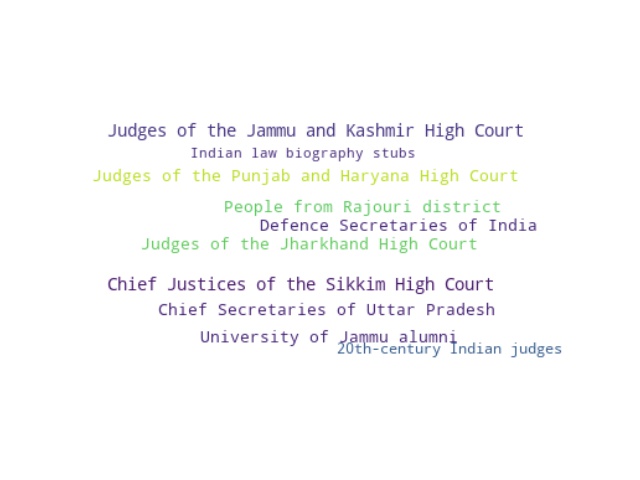 Judges of the Jammu and Kashmir High Court
Indian law biography stubs
Judges of the Punjab and Haryana High Court
People from Rajouri district
Defence Secretaries of India
Judges of the Jharkhand High Court
Chief Justices of the Sikkim High Court
Chief Secretaries of Uttar Pradesh
University of Jammu alumni
20th-century Indian judges